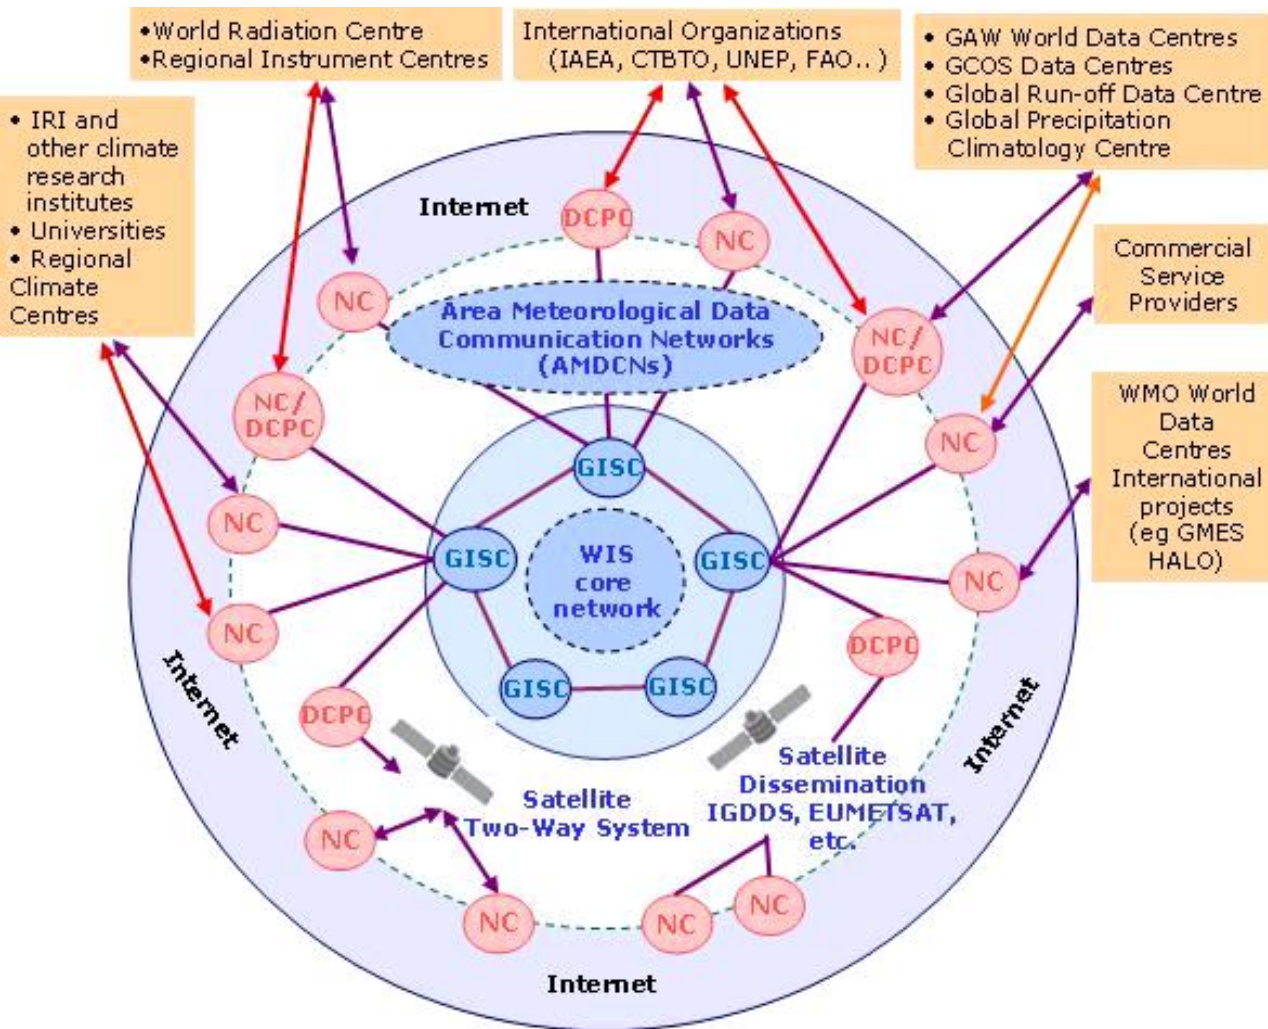 •World Radiation Centre
•Regional Instrument Centres
International Organizations
(IAEA, CTBTO, UNEP, FAO.. )
• GAW World Data Centres
• GCOS Data Centres
• Global Run-off Data Centre
• Global Precipitation
Climatology Centre
• IRI and
other climate
research
institutes
• Universities
• Regional
Climate
Centres
Commercial
Service
Providers
WMO World
Data
Centres
International
projects
(eg GMES
HALO)
Internet
DCPC
NC
NC
Area Meteorological Data
Communication Networks
(AMDCNs)
NC/
DCPC
NC/
DCPC
NC
GISC
NC
GISC
WIS
core
network
GISC
NC
NC
DCPC
GISC
GISC
DCPC
Internet
Internet
Satellite
Two-Way System
Satellite
Dissemination
IGDDS, EUMETSAT,
etc.
NC
NC
NC
NC
Internet